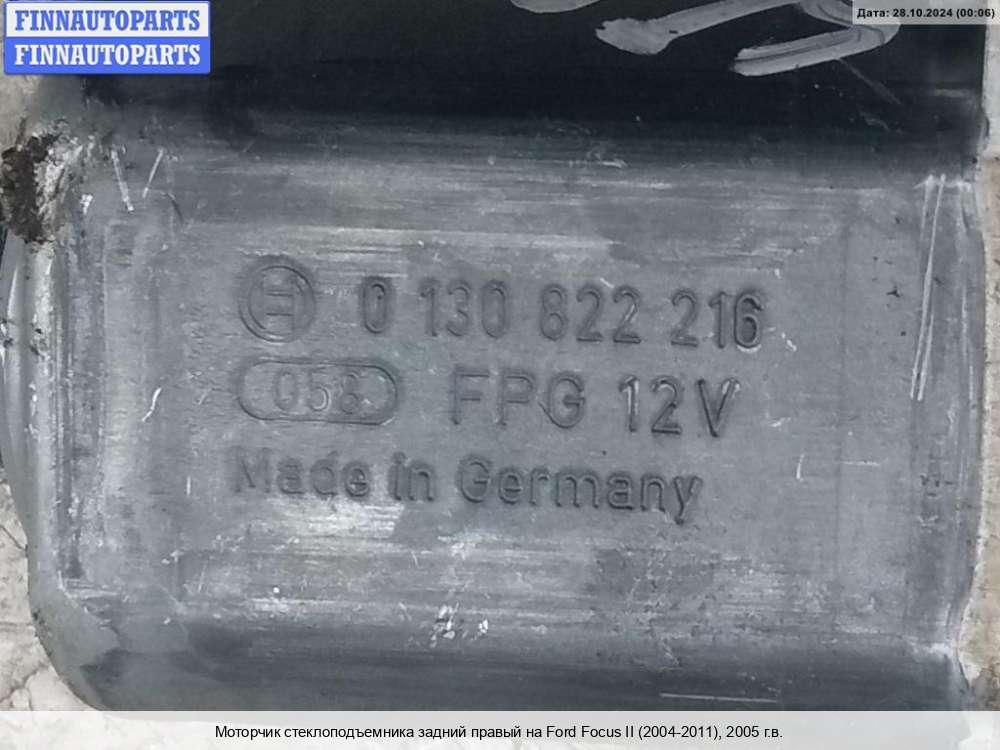 FINNAUTOPARTS
FINNAUTOPARTS
Дата: 28.10.2024 (00:06)
0 130 822 216
058 FPG 12V
Made in Germany
Моторчик стеклоподъемника задний правый на Ford Focus II (2004-2011), 2005 г.в.